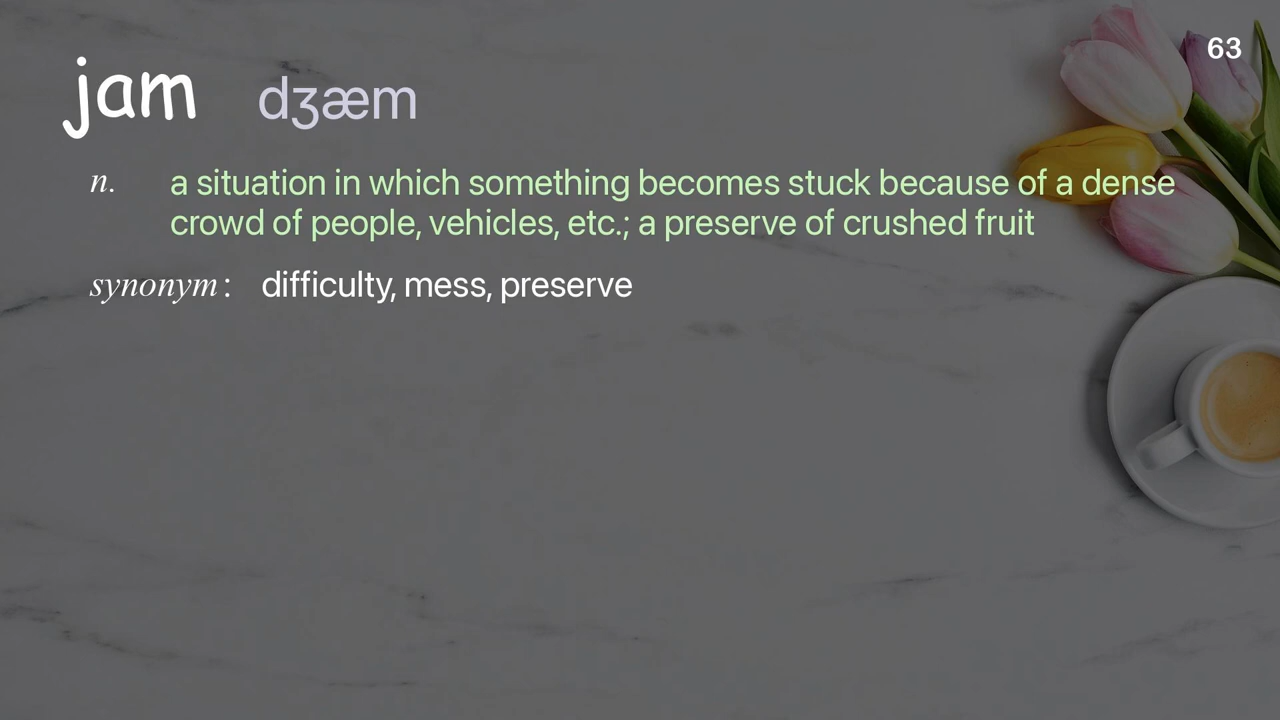 63
jam dʒæm
n. a situation in which something becomes stuck because of a dense
crowd of people, vehicles, etc.; a preserve of crushed fruit
synonym: difficulty, mess, preserve